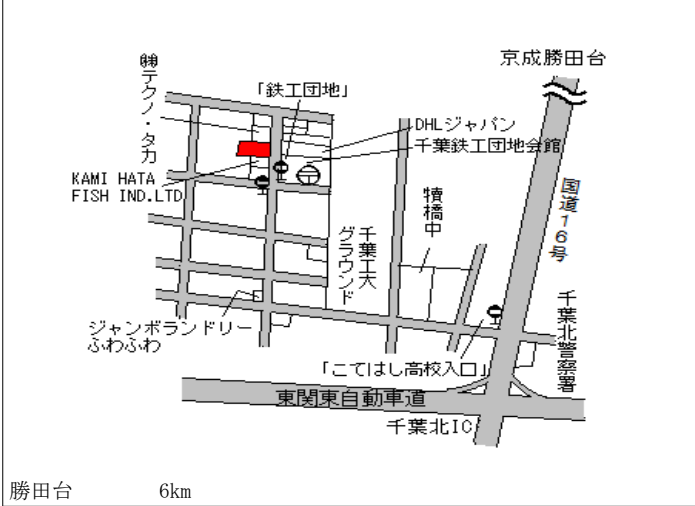 京成勝田台
㈱テクノ・タカ
「鉄工団地」
DHLジャパン
千葉鉄工団地会館
KAMI HATA
FISH IND.LTD
犢橋中
国道16号
千葉工大
グラウンド
千葉北警察署
ジャンボランドリー
ふわふわ
「こてはし高校入口」
東関東自動車道
千葉北IC
勝田台 6km